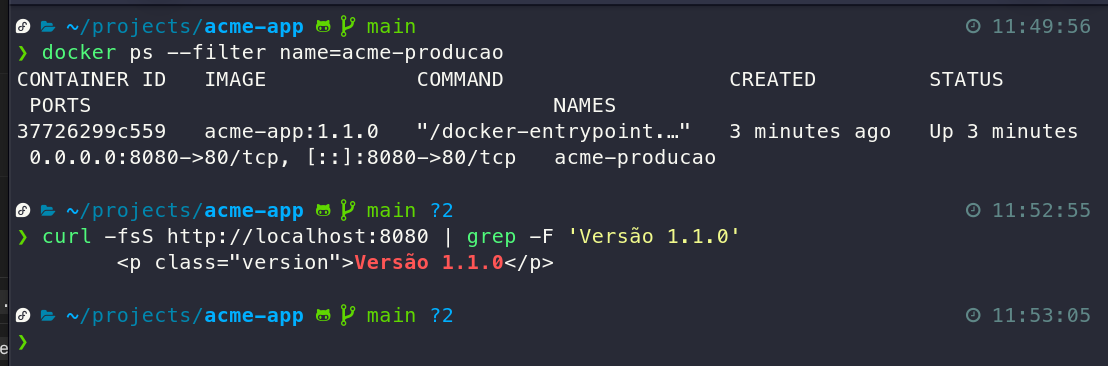 ~/projects/acme-app main 11:49:56
❯ docker ps --filter name=acme-producao
CONTAINER ID IMAGE COMMAND CREATED STATUS
PORTS NAMES
37726299c559 acme-app:1.1.0 "/docker-entrypoint.…" 3 minutes ago Up 3 minutes
0.0.0.0:8080->80/tcp, [::]:8080->80/tcp acme-producao
~/projects/acme-app main ?2 11:52:55
❯ curl -fsS http://localhost:8080 | grep -F 'Versão 1.1.0'
<p class="version">Versão 1.1.0</p>
~/projects/acme-app main ?2 11:53:05
❯